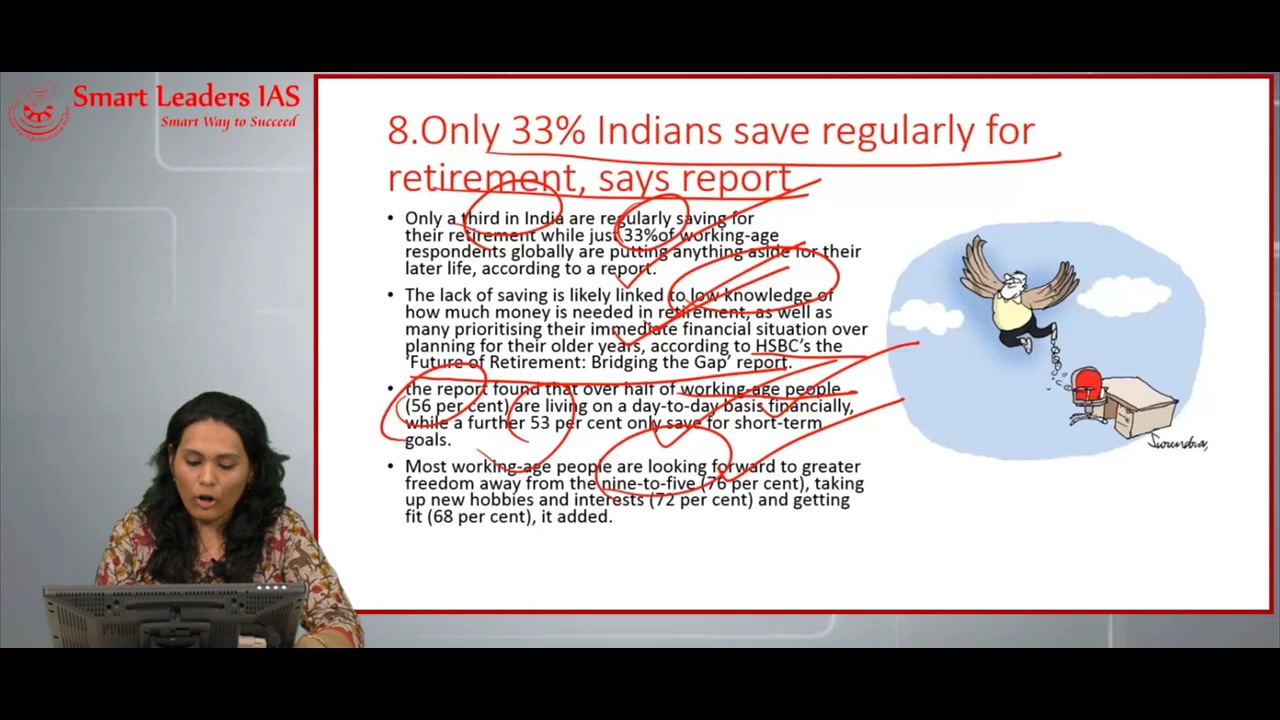 Smart Leaders IAS
Smart Way to Succeed
8.Only 33% Indians save regularly for
retirement, says report
• Only a third in India are regularly saving for
their retirement while just 33%of working-age
respondents globally are putting anything aside for their
later life, according to a report.
• The lack of saving is likely linked to low knowledge of
how much money is needed in retirement, as well as
many prioritising their immediate financial situation over
planning for their older years, according to HSBC’s the
‘Future of Retirement: Bridging the Gap’ report.
• the report found that over half of working-age people
(56 per cent) are living on a day-to-day basis financially,
while a further 53 per cent only save for short-term
goals.
• Most working-age people are looking forward to greater
freedom away from the nine-to-five (76 per cent), taking
up new hobbies and interests (72 per cent) and getting
fit (68 per cent), it added.
Surendra,